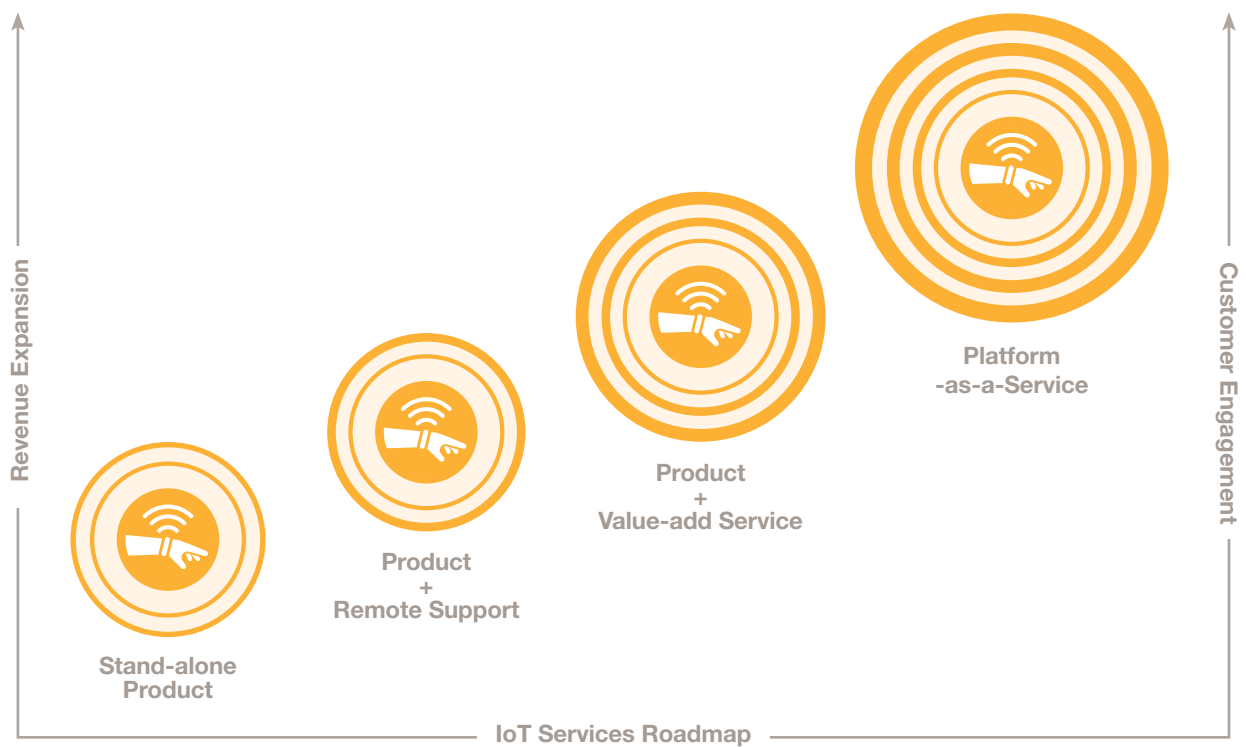 Revenue Expansion
Customer Engagement
Platform
-as-a-Service
Product
+
Value-add Service
Product
+
Remote Support
Stand-alone
Product
IoT Services Roadmap